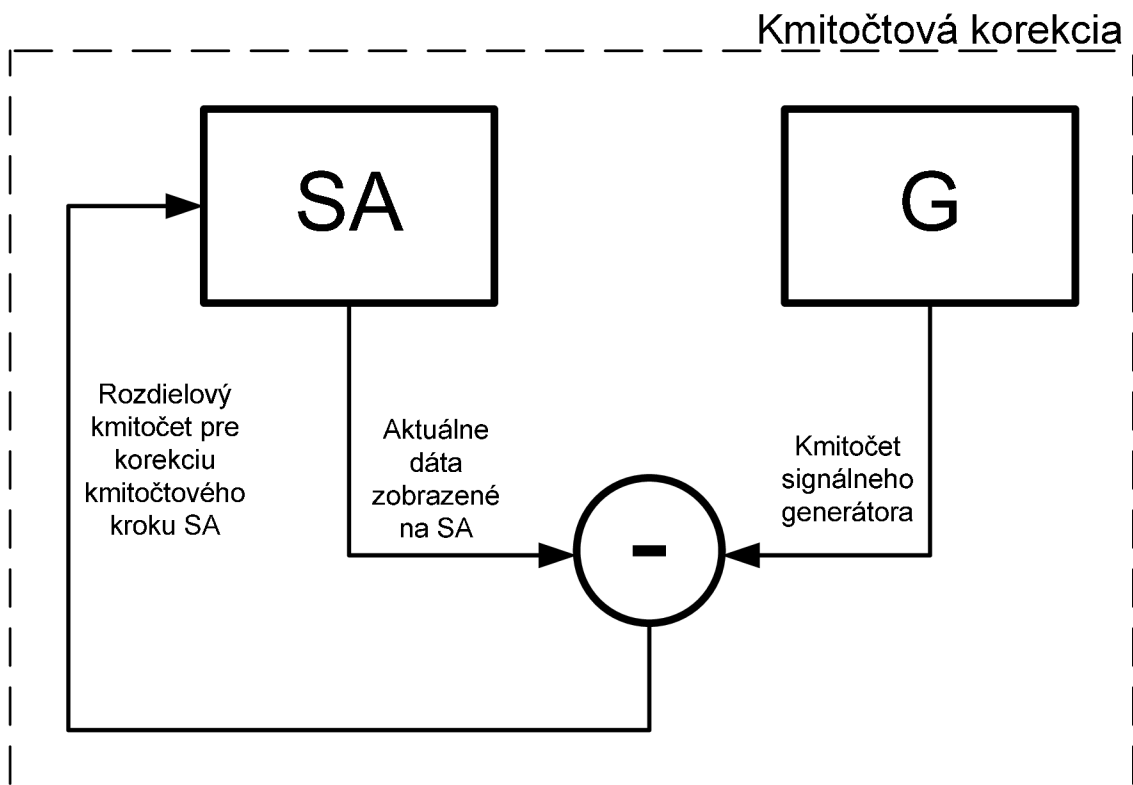 Kmitočtová korekcia
SA
G
Rozdielový
kmitočet pre
korekciu
kmitočtového
kroku SA
Aktuálne
dáta
zobrazené
na SA
Kmitočet
signálneho
generátora
-